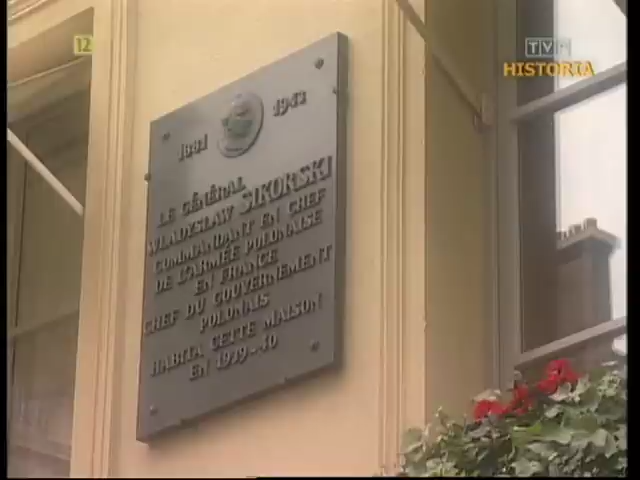 12
TVP
HISTORIA
1881 1943
LE GÉNÉRAL
WLADYSLAW SIKORSKI
COMMANDANT EN CHEF
DE L'ARMÉE POLONAISE
EN FRANCE
CHEF DU GOUVERNEMENT
POLONAIS
HABITA CETTE MAISON
EN 1939-40